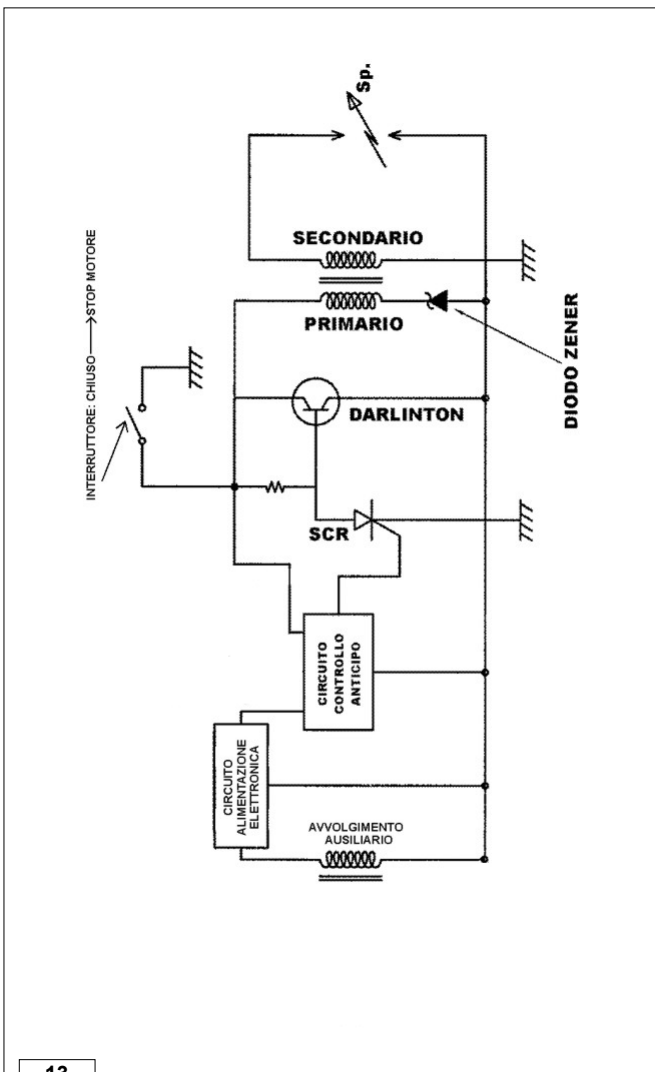 INTERRUTTORE: CHIUSO → STOP MOTORE
Sp.
SECONDARIO
PRIMARIO
DIODO ZENER
DARLINTON
SCR
CIRCUITO
CONTROLLO
ANTICIPO
CIRCUITO
ALIMENTAZIONE
ELETTRONICA
AVVOLGIMENTO
AUSILIARIO
13